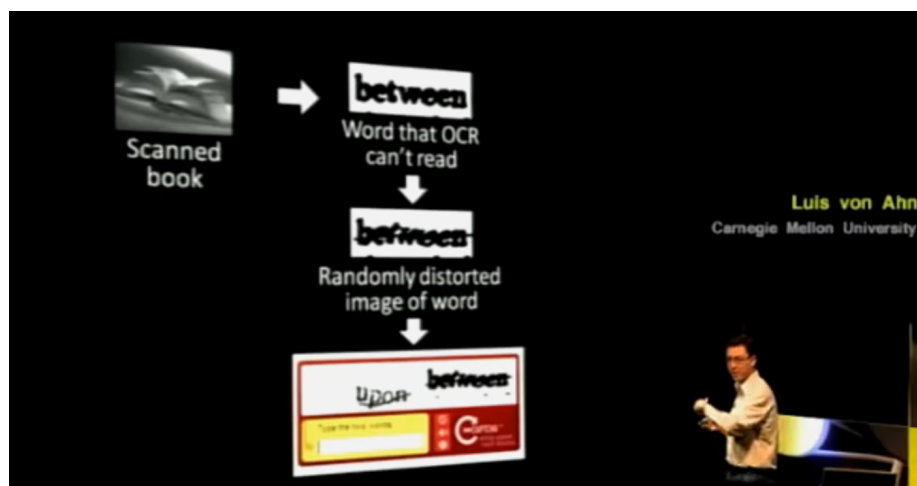 between
Scanned
book
Word that OCR
can't read
between
Randomly distorted
image of word
upon between
Type the two words
Luis von Ahn
Carnegie Mellon University